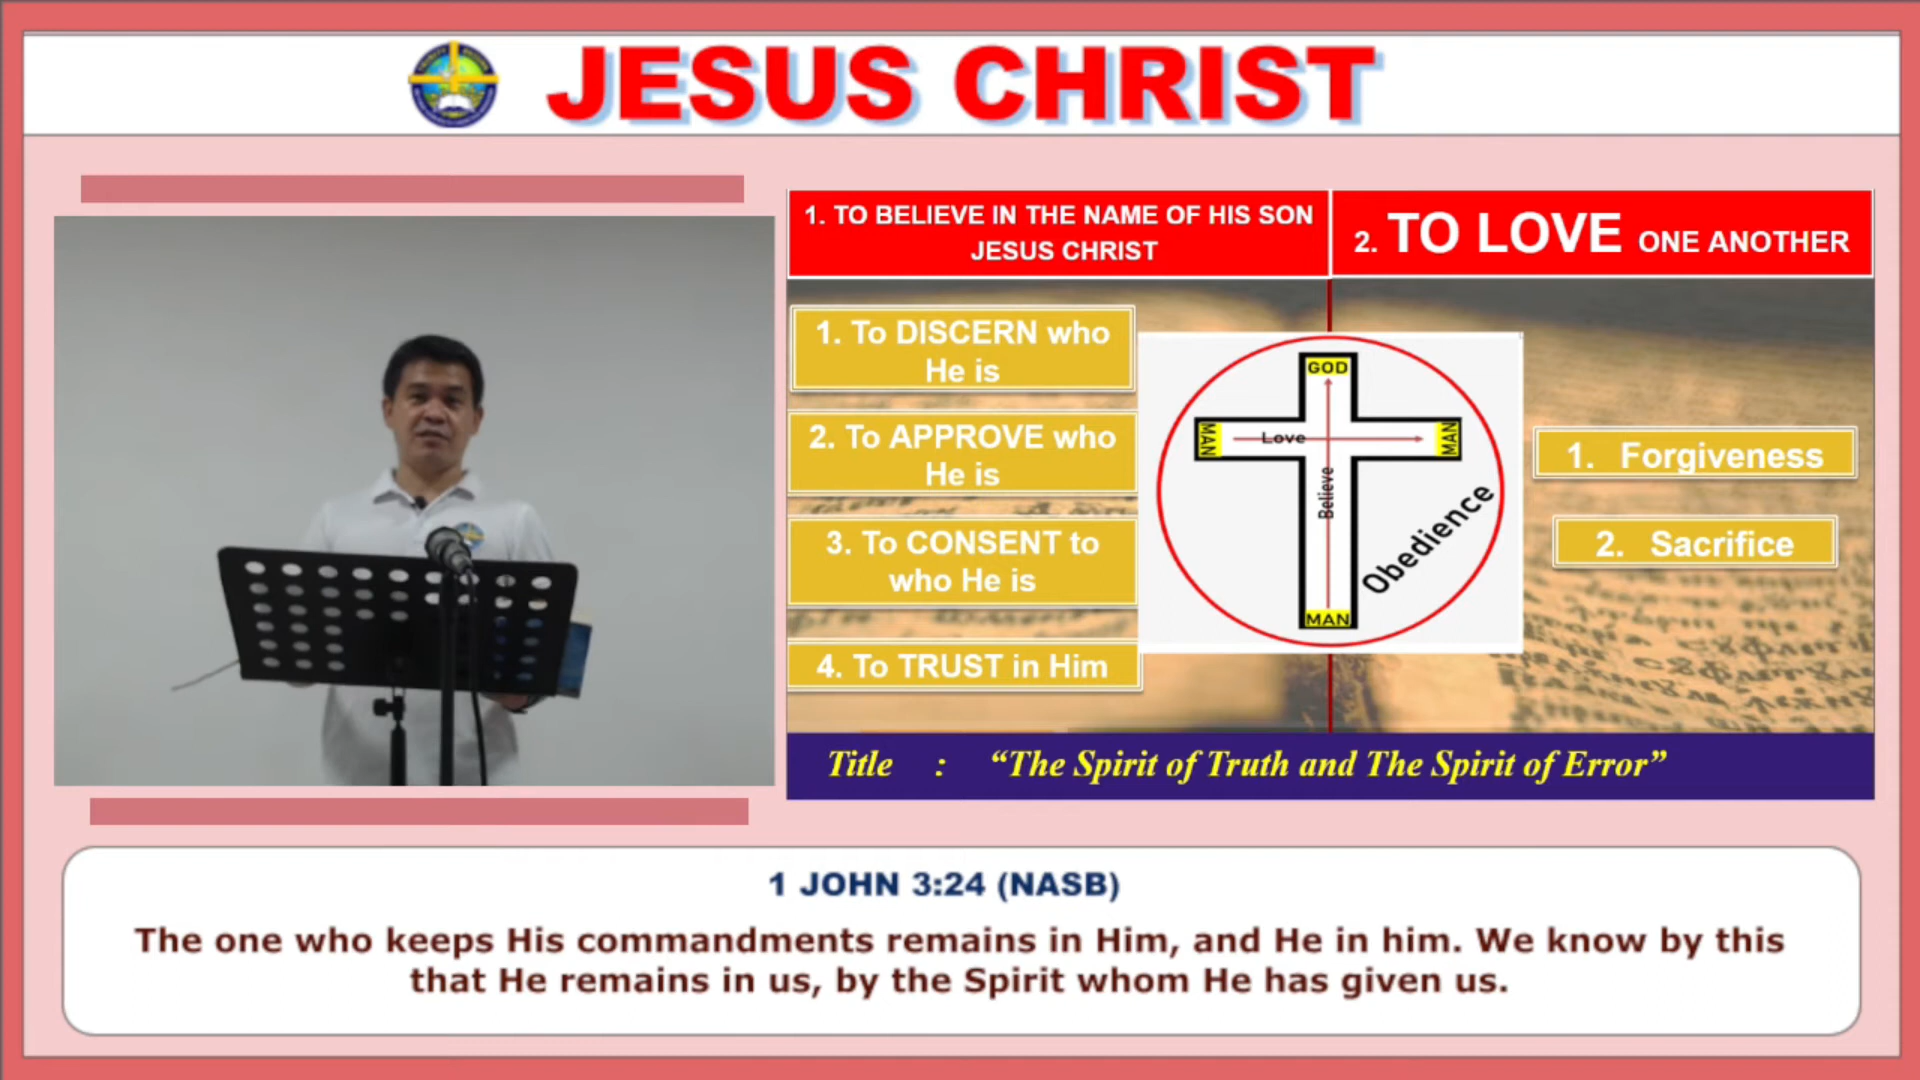 JESUS CHRIST
1. TO BELIEVE IN THE NAME OF HIS SON
JESUS CHRIST
2. TO LOVE ONE ANOTHER
1. To DISCERN who
He is
2. To APPROVE who
He is
3. To CONSENT to
who He is
4. To TRUST in Him
GOD
MAN
Love
MAN
Believe
Obedience
MAN
1. Forgiveness
2. Sacrifice
Title : “The Spirit of Truth and The Spirit of Error”
1 JOHN 3:24 (NASB)
The one who keeps His commandments remains in Him, and He in him. We know by this
that He remains in us, by the Spirit whom He has given us.